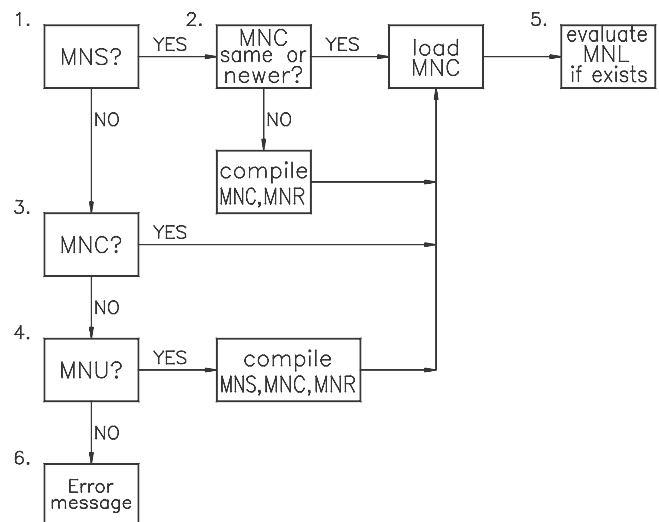 1.
MNS?
YES
2.
MNC
same or
newer?
YES
load
MNC
5.
evaluate
MNL
if exists
NO
NO
compile
MNC,MNR
3.
MNC?
YES
NO
4.
MNU?
YES
compile
MNS,MNC,MNR
NO
6.
Error
message